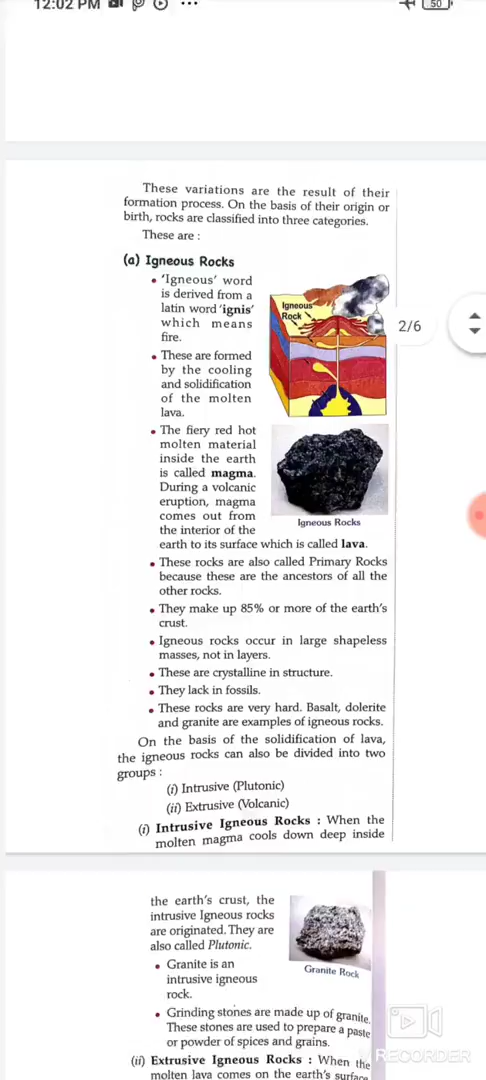 12:02 PM
50
These variations are the result of their
formation process. On the basis of their origin or
birth, rocks are classified into three categories.
These are :
(a) Igneous Rocks
• 'Igneous' word
is derived from a
latin word 'ignis'
which means
fire.
• These are formed
by the cooling
and solidification
of the molten
lava.
Igneous
Rock
2/6
• The fiery red hot
molten material
inside the earth
is called magma.
During a volcanic
eruption, magma
comes out from
the interior of the
earth to its surface which is called lava.
Igneous Rocks
• These rocks are also called Primary Rocks
because these are the ancestors of all the
other rocks.
• They make up 85% or more of the earth's
crust.
• Igneous rocks occur in large shapeless
masses, not in layers.
• These are crystalline in structure.
• They lack in fossils.
• These rocks are very hard. Basalt, dolerite
and granite are examples of igneous rocks.
On the basis of the solidification of lava,
the igneous rocks can also be divided into two
groups :
(i) Intrusive (Plutonic)
(ii) Extrusive (Volcanic)
(i) Intrusive Igneous Rocks : When the
molten magma cools down deep inside
the earth's crust, the
intrusive Igneous rocks
are originated. They are
also called Plutonic.
• Granite is an
intrusive igneous
rock.
Granite Rock
• Grinding stones are made up of granite.
These stones are used to prepare a paste
or powder of spices and grains.
(ii) Extrusive Igneous Rocks : When the
molten lava comes on the earth's surface
RECORDER